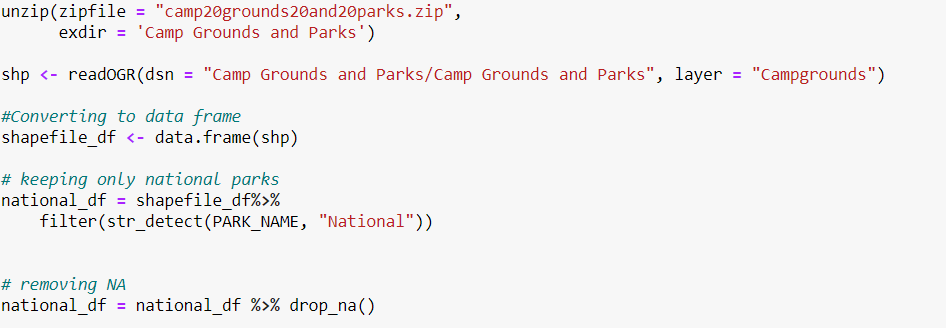 unzip(zipfile = "camp20grounds20and20parks.zip",
      exdir = 'Camp Grounds and Parks')
shp <- readOGR(dsn = "Camp Grounds and Parks/Camp Grounds and Parks", layer = "Campgrounds")
#Converting to data frame
shapefile_df <- data.frame(shp)
# keeping only national parks
national_df = shapefile_df%>%
    filter(str_detect(PARK_NAME, "National"))
# removing NA
national_df = national_df %>% drop_na()